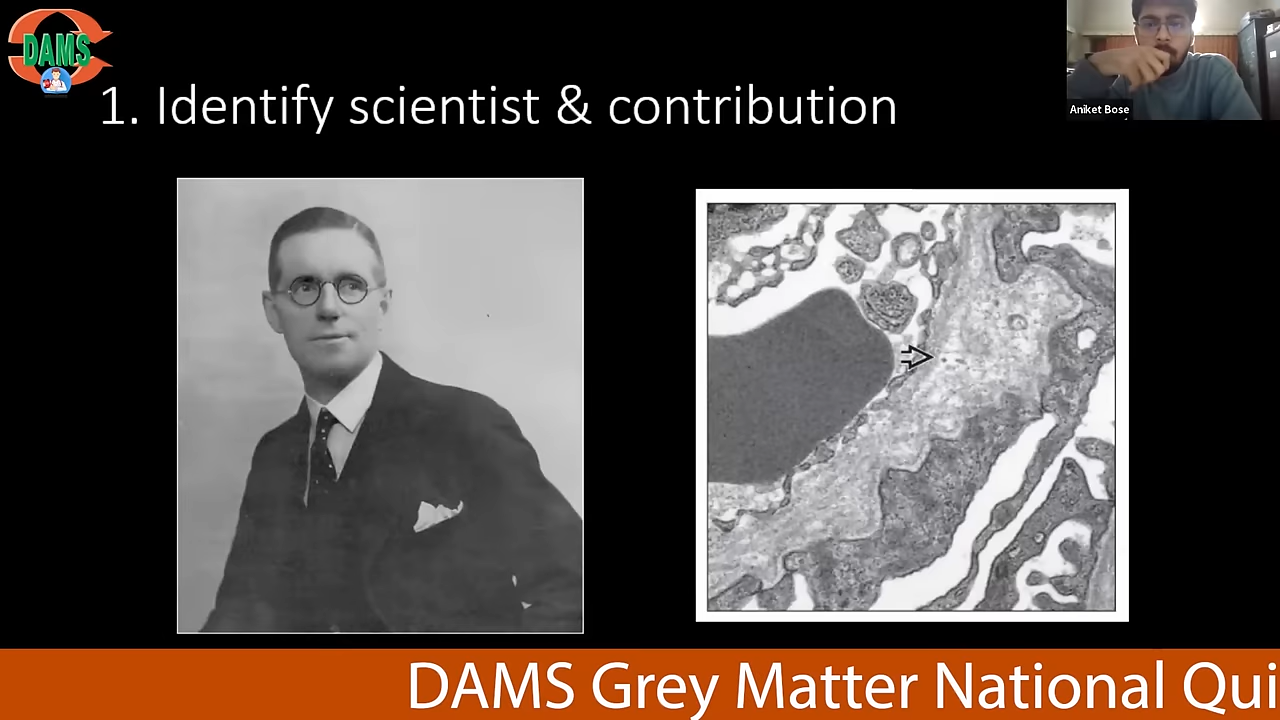 DAMS
1. Identify scientist & contribution
Aniket Bose
DAMS Grey Matter National Qui